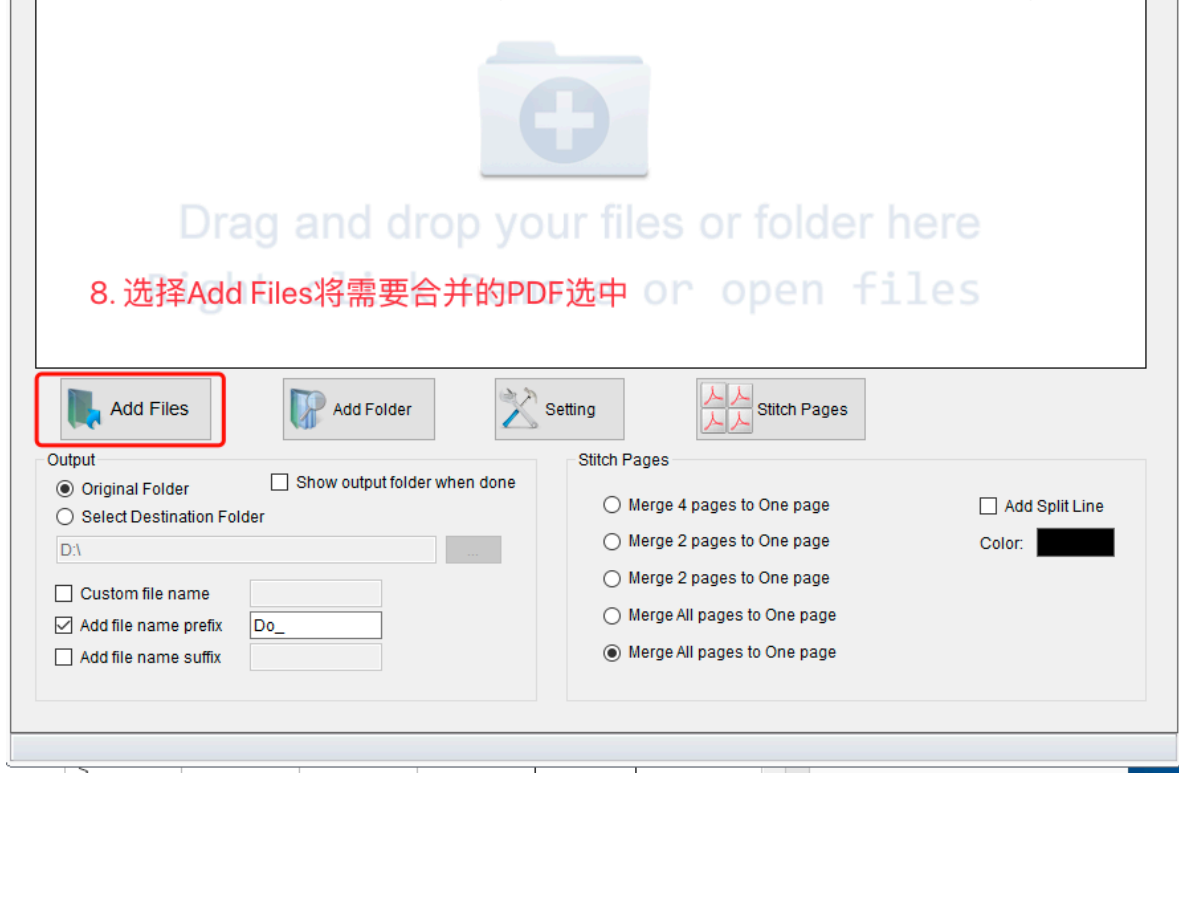 Drag and drop your files or folder here
Right click Remove or open files
8. 选择Add Files将需要合并的PDF选中
Add Files
Add Folder
Setting
Stitch Pages
Output
Original Folder
Show output folder when done
Select Destination Folder
D:\
...
Custom file name
Add file name prefix
Do_
Add file name suffix
Stitch Pages
Merge 4 pages to One page
Add Split Line
Merge 2 pages to One page
Color:
Merge 2 pages to One page
Merge All pages to One page
Merge All pages to One page